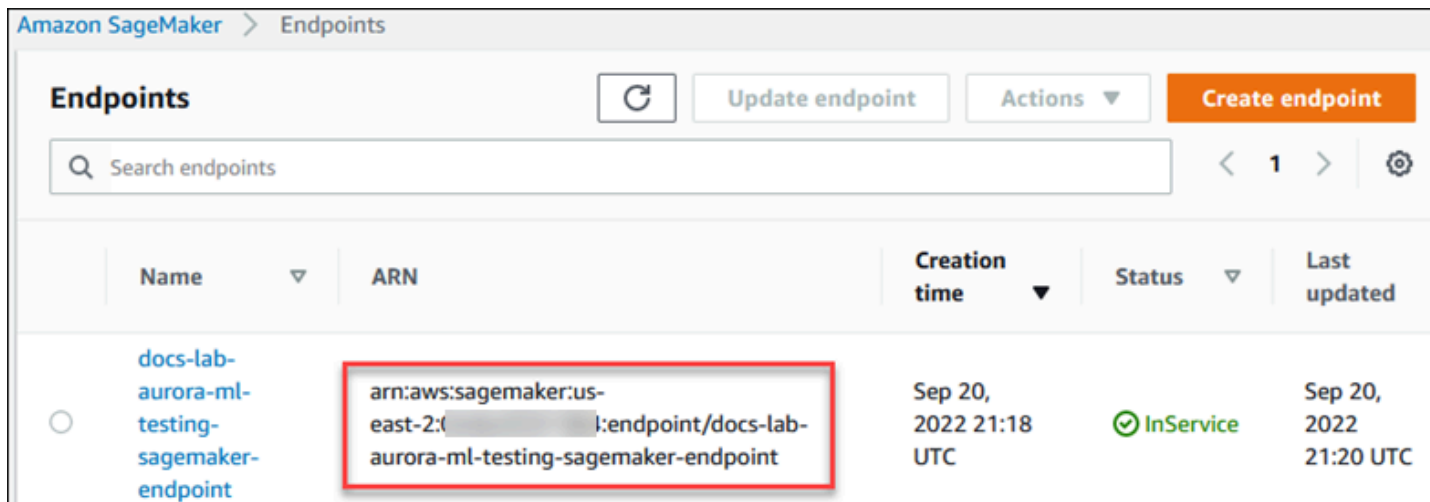 Amazon SageMaker > Endpoints
Endpoints
Update endpoint
Actions
Create endpoint
Search endpoints
1
Name
ARN
Creation
time
Status
Last
updated
docs-lab-
aurora-ml-
testing-
sagemaker-
endpoint
arn:aws:sagemaker:us-
east-2: :endpoint/docs-lab-
aurora-ml-testing-sagemaker-endpoint
Sep 20,
2022 21:18
UTC
InService
Sep 20,
2022
21:20 UTC